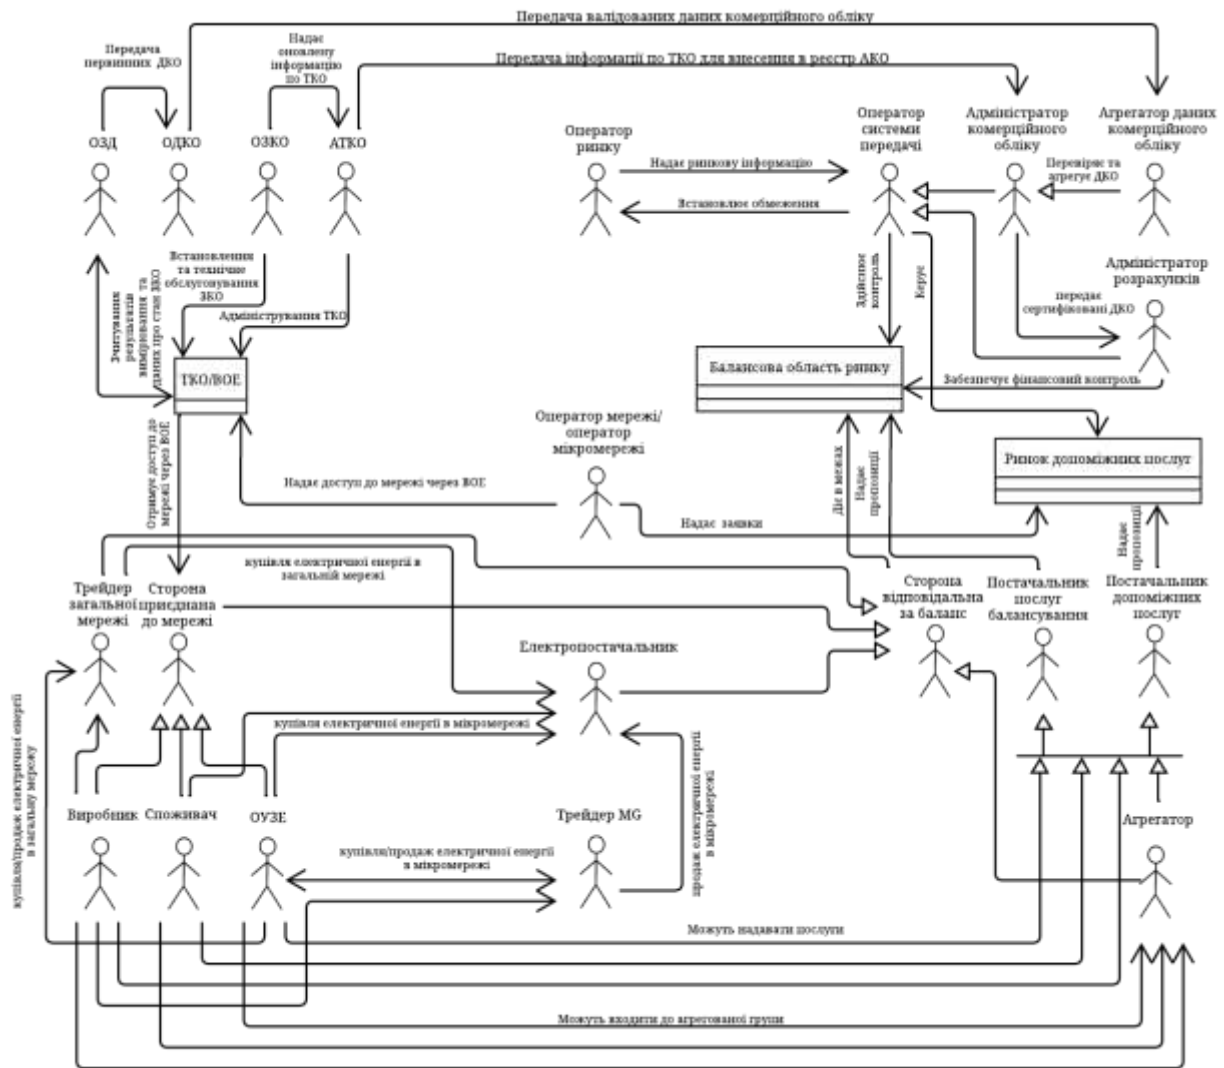 Передача валідованих даних комерційного обліку
Передача
первинних ДКО
Надає
оновлену
інформацію
по ТКО
Передача інформації по ТКО для внесення в реєстр АКО
ОЗД
ОДКО
ОЗКО
АТКО
Оператор
ринку
Оператор
системи
передачі
Адміністратор
комерційного
обліку
Агрегатор даних
комерційного
обліку
Надає ринкову інформацію
Перевіряє та
агрегує ДКО
Встановлює обмеження
Встановлення
та технічне
обслуговування
ЗКО
Зчитування
результатів
вимірювання та
даних про стан ЗКО
Адміністрування ТКО
Здійснює
контроль
Керує
Адміністратор
розрахунків
передає
сертифіковані ДКО
ТКО/ВОЕ
Балансова область ринку
Забезпечує фінансовий контроль
Отримує доступ до
мережі через ВОЕ
Оператор мережі/
оператор
мікромережі
Ринок допоміжних послуг
Надає доступ до мережі через ВОЕ
Надає заявки
Діє в межах
Надає
пропозиції
Надає
пропозиції
купівля електричної енергії в
загальній мережі
Трейдер
загальної
мережі
Сторона
приєднана
до мережі
Сторона
відповідальна
за баланс
Постачальник
послуг
балансування
Постачальник
допоміжних
послуг
Електропостачальник
купівля електричної енергії в мікромережі
купівля/продаж електричної енергії
в загальну мережу
продаж електричної енергії
в мікромережі
Виробник
Споживач
ОУЗЕ
Трейдер MG
Агрегатор
купівля/продаж електричної енергії
в мікромережі
Можуть надавати послуги
Можуть входити до агрегованої групи